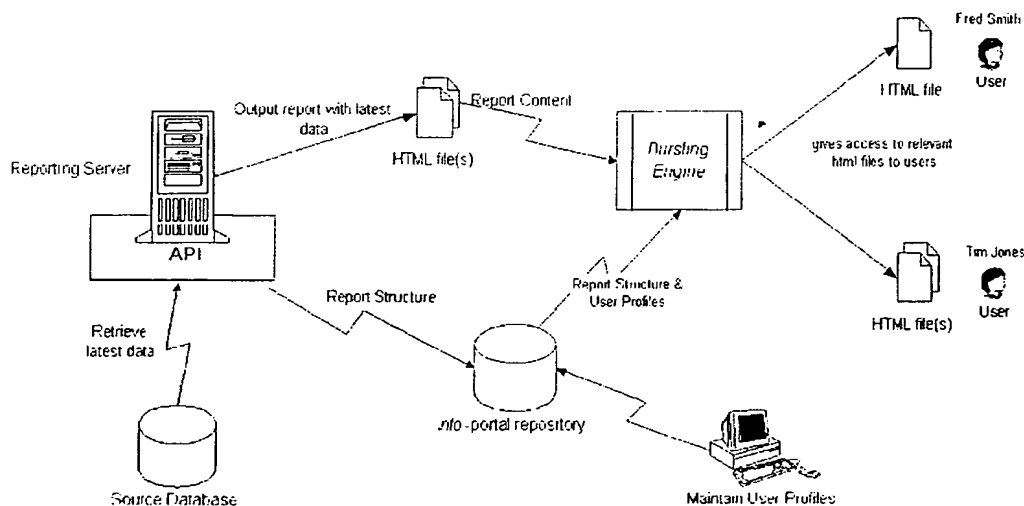 Fred Smith
User
HTML file
Output report with latest
data
Report Content
HTML file(s)
Reporting Server
API
Bursting
Engine
gives access to relevant
html files to users
Tim Jones
User
HTML file(s)
Report Structure &
User Profiles
Report Structure
Retrieve
latest data
info-portal repository
Source Database
Maintain User Profiles